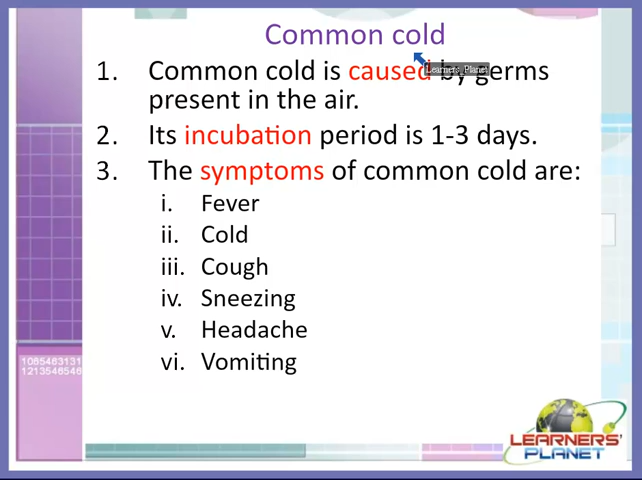 Common cold
1. Common cold is caused by germs
present in the air.
Learners_Planet
2. Its incubation period is 1-3 days.
3. The symptoms of common cold are:
i. Fever
ii. Cold
iii. Cough
iv. Sneezing
v. Headache
vi. Vomiting
1085483131
1213546546
LEARNERS'
PLANET